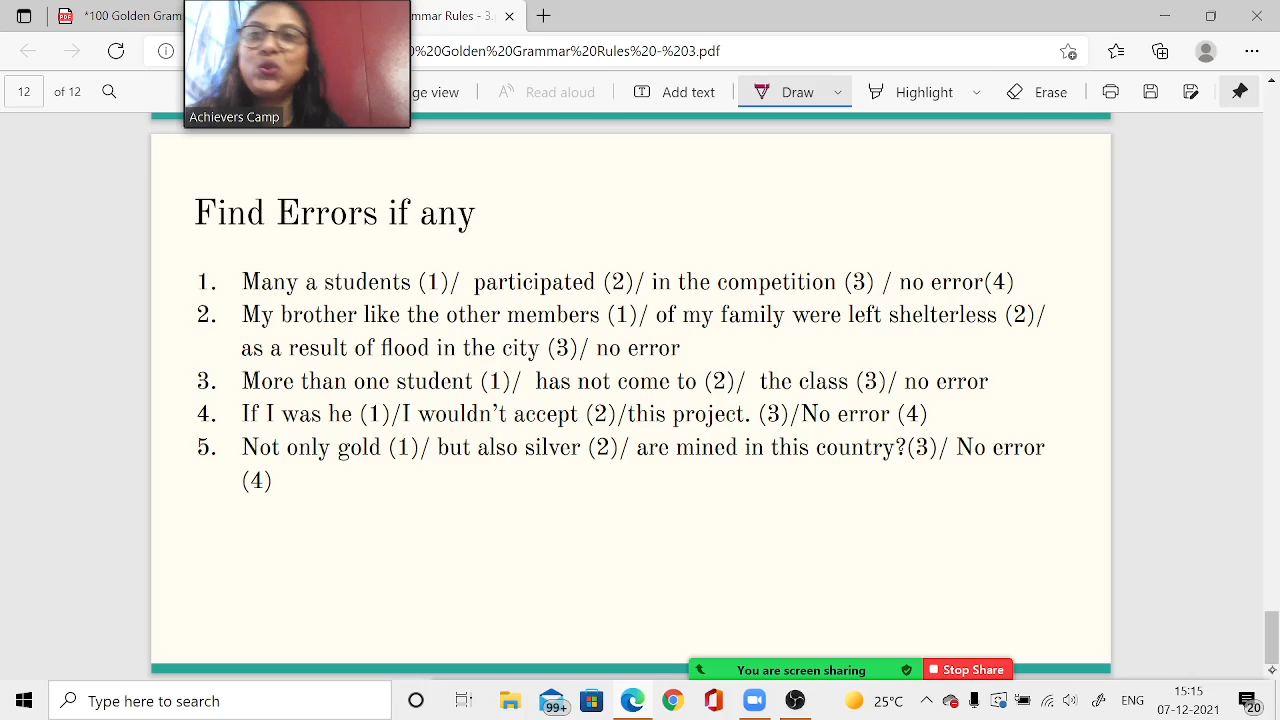 *100 Golden Gram
mmar Rules - 3.
0%20Golden%20Grammar%20Rules%20-%203.pdf
12 of 12
ge view
Read aloud
Add text
Draw
Highlight
Erase
Achievers Camp
Find Errors if any
1. Many a students (1)/ participated (2)/ in the competition (3) / no error(4)
2. My brother like the other members (1)/ of my family were left shelterless (2)/
as a result of flood in the city (3)/ no error
3. More than one student (1)/ has not come to (2)/ the class (3)/ no error
4. If I was he (1)/I wouldn't accept (2)/this project. (3)/No error (4)
5. Not only gold (1)/ but also silver (2)/ are mined in this country?(3)/ No error
(4)
You are screen sharing
Stop Share
Type here to search
99+
25°C
ENG
15:15
07-12-2021
20